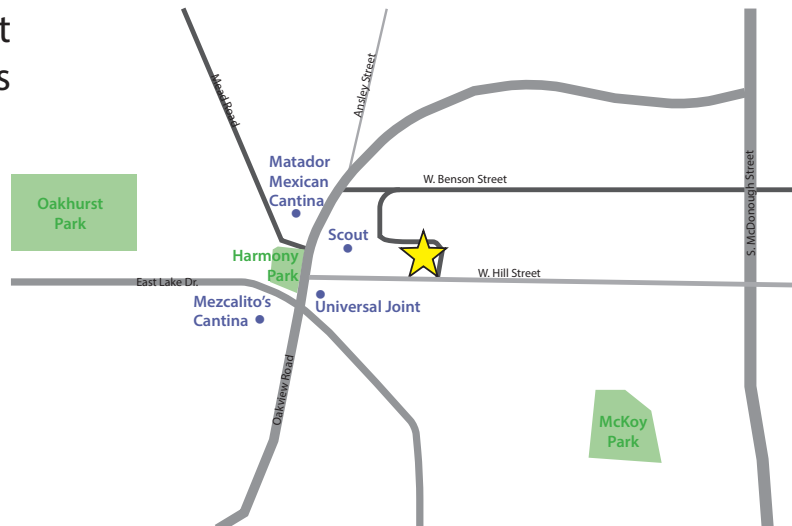 t
s
Mead Road
Ansley Street
Matador
Mexican
Cantina
W. Benson Street
S. McDonough Street
Oakhurst
Park
Scout
Harmony
Park
W. Hill Street
East Lake Dr.
Mezcalito's
Cantina
Universal Joint
Oakview Road
McKoy
Park